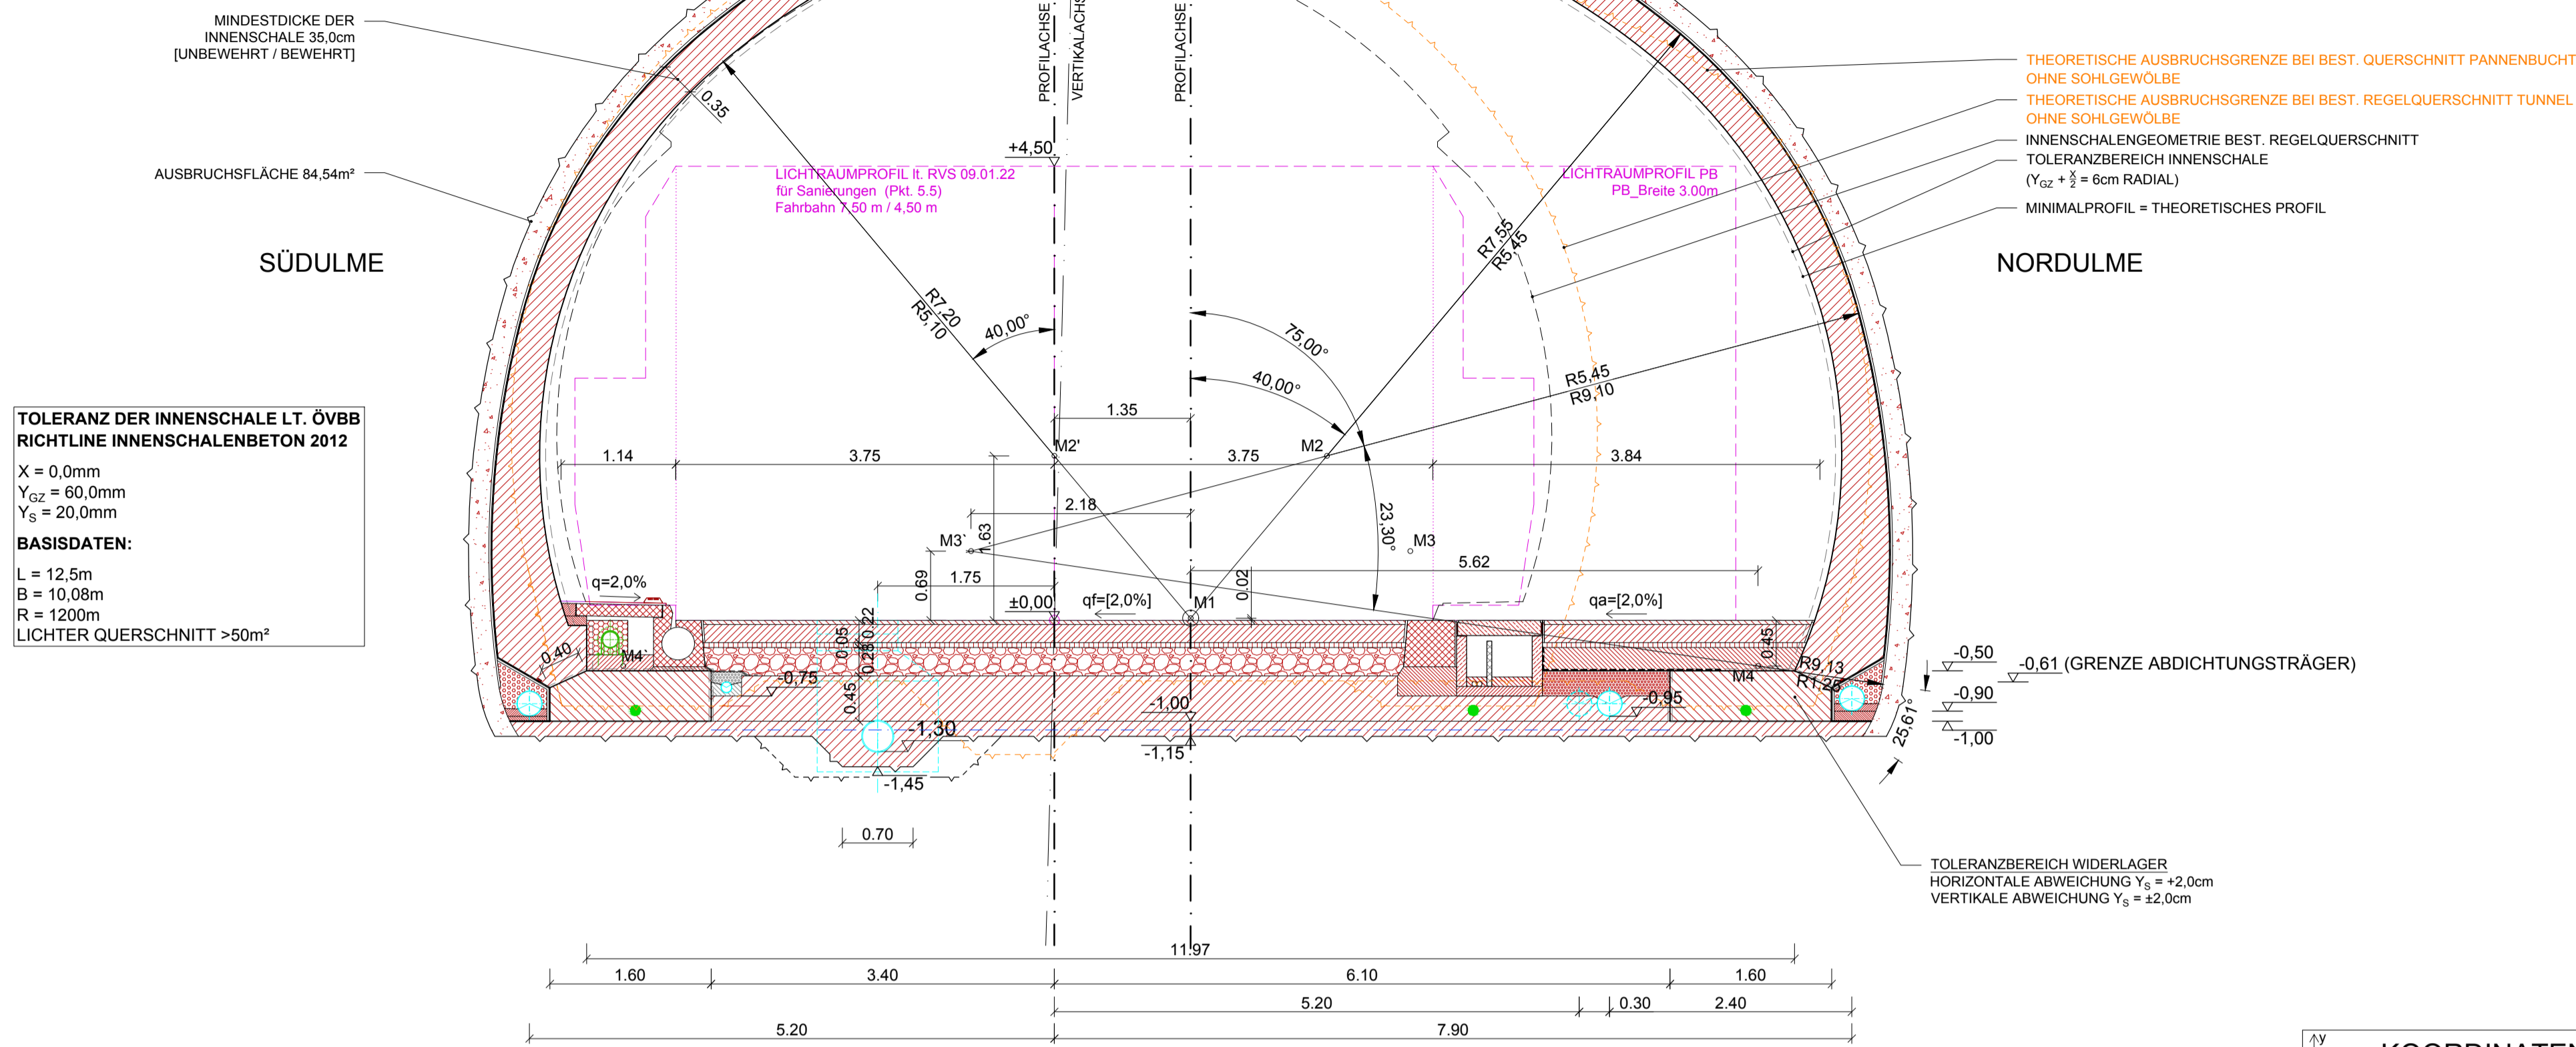 MINDESTDICKE DER
INNENSCHALE 35,0cm
[UNBEWEHRT / BEWEHRT]
AUSBRUCHSFLÄCHE 84,54m²
SÜDULME
TOLERANZ DER INNENSCHALE LT. ÖVBB
RICHTLINE INNENSCHALENBETON 2012
X = 0,0mm
Y_GZ = 60,0mm
Y_S = 20,0mm
BASISDATEN:
L = 12,5m
B = 10,08m
R = 1200m
LICHTER QUERSCHNITT >50m²
PROFILACHSE
VERTIKALACHS
PROFILACHSE
0.35
+4,50
LICHTRAUMPROFIL lt. RVS 09.01.22
für Sanierungen (Pkt. 5.5)
Fahrbahn 7,50 m / 4,50 m
LICHTRAUMPROFIL PB
PB_Breite 3.00m
THEORETISCHE AUSBRUCHSGRENZE BEI BEST. QUERSCHNITT PANNENBUCHT
OHNE SOHLGEWÖLBE
THEORETISCHE AUSBRUCHSGRENZE BEI BEST. REGELQUERSCHNITT TUNNEL
OHNE SOHLGEWÖLBE
INNENSCHALENGEOMETRIE BEST. REGELQUERSCHNITT
TOLERANZBEREICH INNENSCHALE
(Y_GZ + X/2 = 6cm RADIAL)
MINIMALPROFIL = THEORETISCHES PROFIL
NORDULME
R7,20
R5,10
40,00°
75,00°
40,00°
R7,55
R5,45
R5,45
R9,10
1.35
M2'
M2
1.14
3.75
3.75
3.84
2.18
1.63
M3`
M3
23,30°
0.69
1.75
5.62
0.02
q=2,0%
±0,00
qf=[2,0%]
M1
qa=[2,0%]
0.22
0.05
0.28
0.45
0.40
M4`
0.45
M4
R9,13
R1,25
-0,75
-1,00
-0,95
-1,30
-1,15
-1,45
0.70
-0,50
-0,61 (GRENZE ABDICHTUNGSTRÄGER)
-0,90
-1,00
25,61°
TOLERANZBEREICH WIDERLAGER
HORIZONTALE ABWEICHUNG Y_S = +2,0cm
VERTIKALE ABWEICHUNG Y_S = ±2,0cm
11.97
1.60
3.40
6.10
1.60
5.20
0.30
2.40
5.20
7.90
y
KOORDINATEN